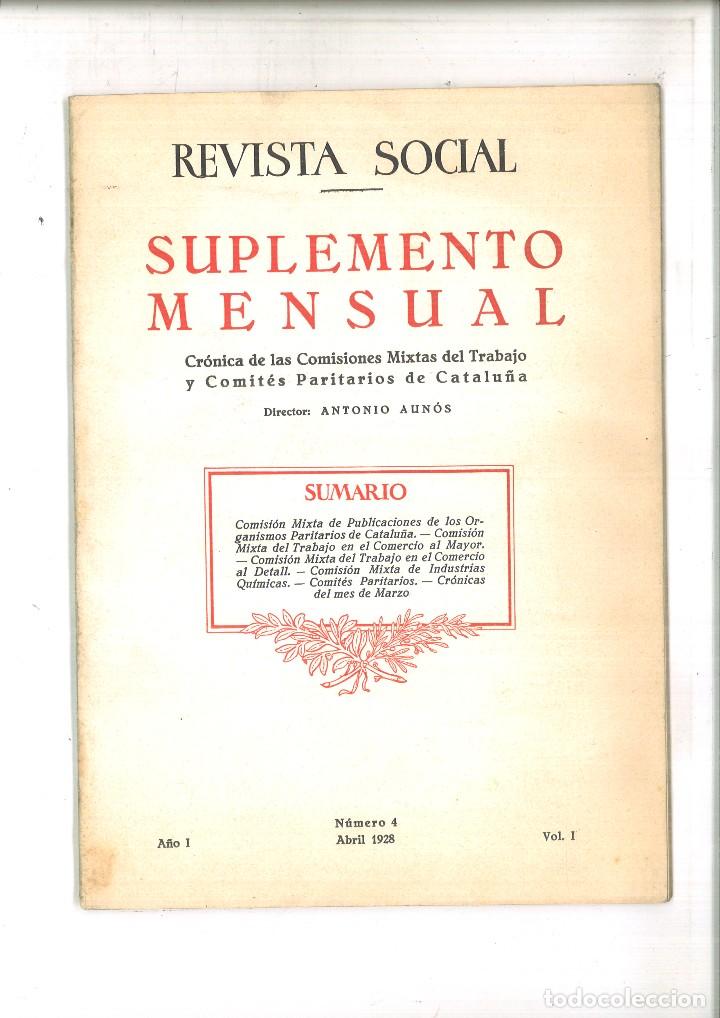 REVISTA SOCIAL
SUPLEMENTO
MENSUAL
Crónica de las Comisiones Mixtas del Trabajo
y Comités Paritarios de Cataluña
Director: ANTONIO AUNÓS
SUMARIO
Comisión Mixta de Publicaciones de los Or-
ganismos Paritarios de Cataluña. — Comisión
Mixta del Trabajo en el Comercio al Mayor.
— Comisión Mixta del Trabajo en el Comercio
al Detall. — Comisión Mixta de Industrias
Químicas. — Comités Paritarios. — Crónicas
del mes de Marzo
Número 4
Año I Abril 1928 Vol. I
todocoleccion